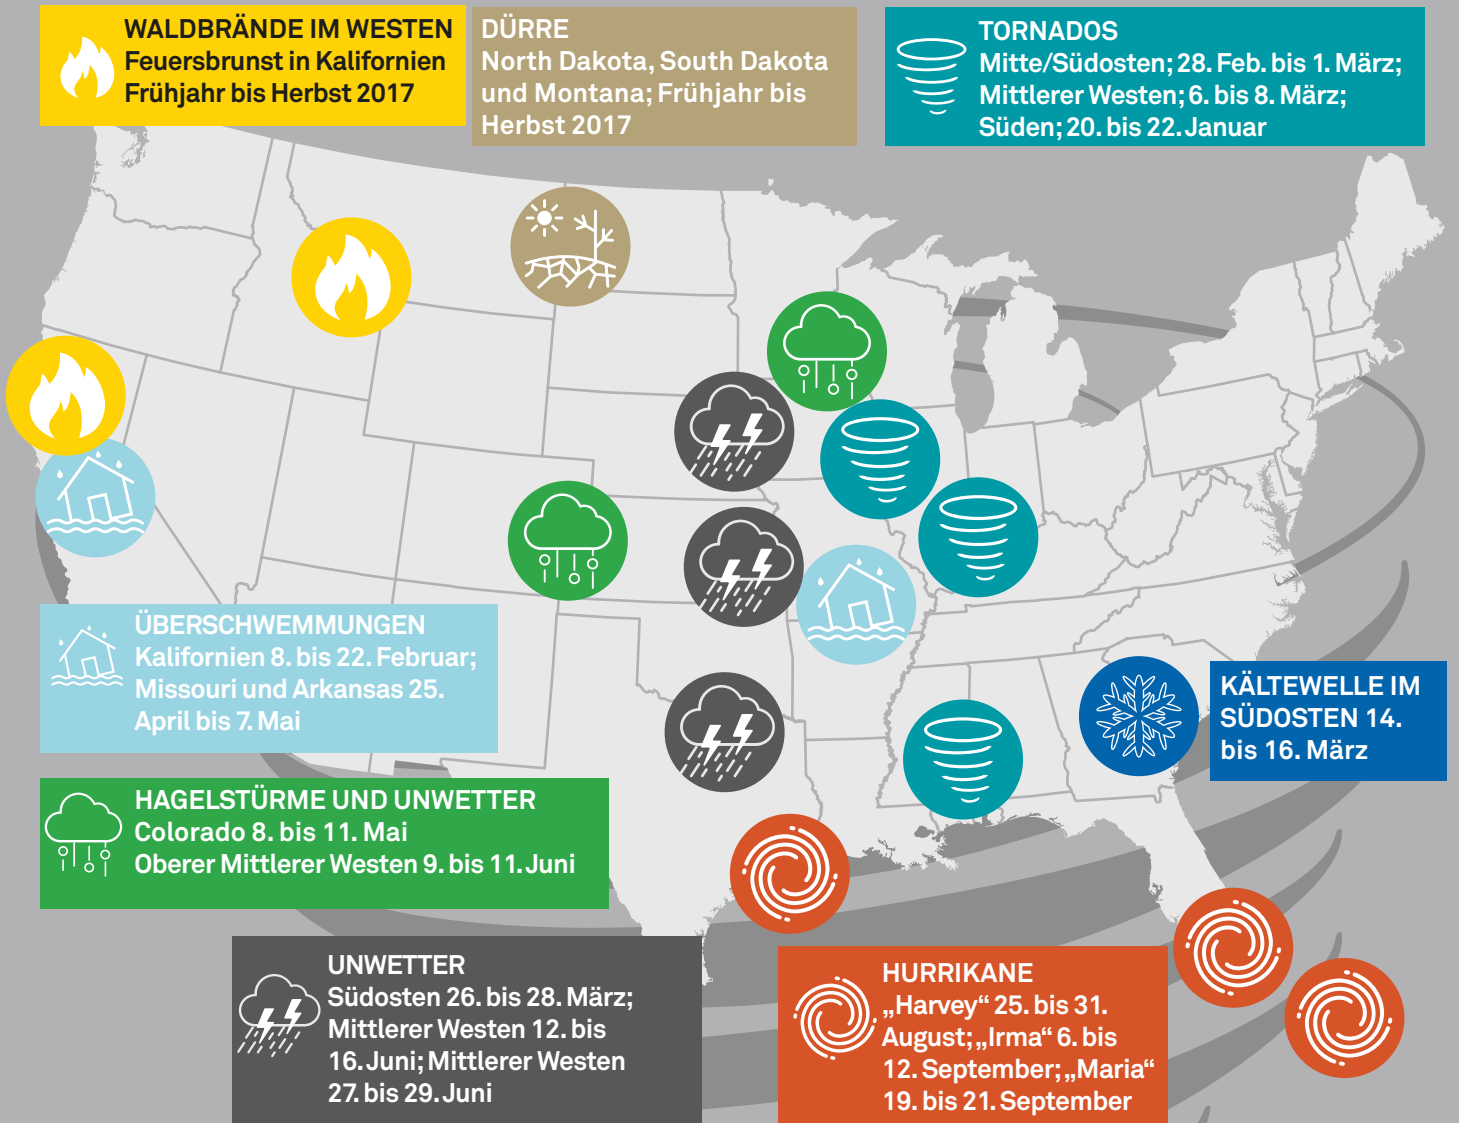 WALDBRÄNDE IM WESTEN
Feuersbrunst in Kalifornien
Frühjahr bis Herbst 2017
DÜRRE
North Dakota, South Dakota
und Montana; Frühjahr bis
Herbst 2017
TORNADOS
Mitte/Südosten; 28. Feb. bis 1. März;
Mittlerer Westen; 6. bis 8. März;
Süden; 20. bis 22. Januar
ÜBERSCHWEMMUNGEN
Kalifornien 8. bis 22. Februar;
Missouri und Arkansas 25.
April bis 7. Mai
KÄLTEWELLE IM
SÜDOSTEN 14.
bis 16. März
HAGELSTÜRME UND UNWETTER
Colorado 8. bis 11. Mai
Oberer Mittlerer Westen 9. bis 11. Juni
UNWETTER
Südosten 26. bis 28. März;
Mittlerer Westen 12. bis
16. Juni; Mittlerer Westen
27. bis 29. Juni
HURRIKANE
„Harvey“ 25. bis 31.
August; „Irma“ 6. bis
12. September; „Maria“
19. bis 21. September